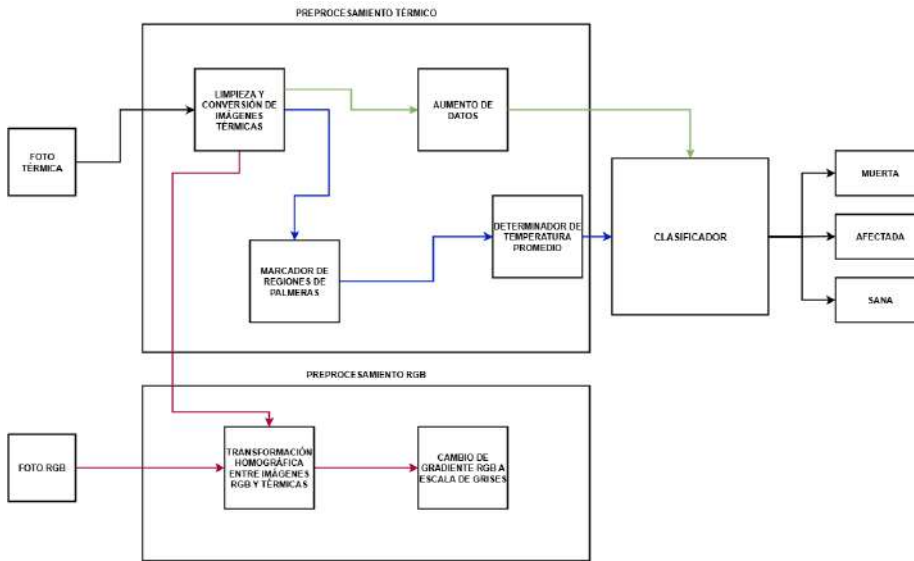 PREPROCESAMIENTO TÉRMICO
LIMPIEZA Y
CONVERSIÓN DE
IMÁGENES
TÉRMICAS
AUMENTO DE
DATOS
FOTO
TÉRMICA
MARCADOR DE
REGIONES DE
PALMERAS
DETERMINADOR DE
TEMPERATURA
PROMEDIO
CLASIFICADOR
MUERTA
AFECTADA
SANA
PREPROCESAMIENTO RGB
FOTO RGB
TRANSFORMACIÓN
HOMOGRÁFICA
ENTRE IMÁGENES
RGB Y TÉRMICAS
CAMBIO DE
GRADIENTE RGB A
ESCALA DE GRISES